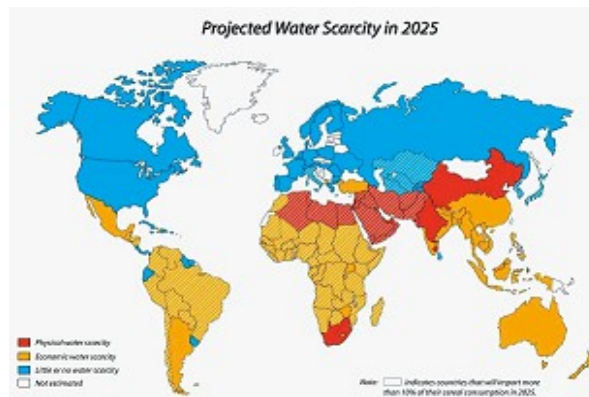 Projected Water Scarcity in 2025
Physical water scarcity
Economic water scarcity
Little or no water scarcity
Not estimated
Note: indicates countries that will import more
than 10% of their cereal consumption in 2025.